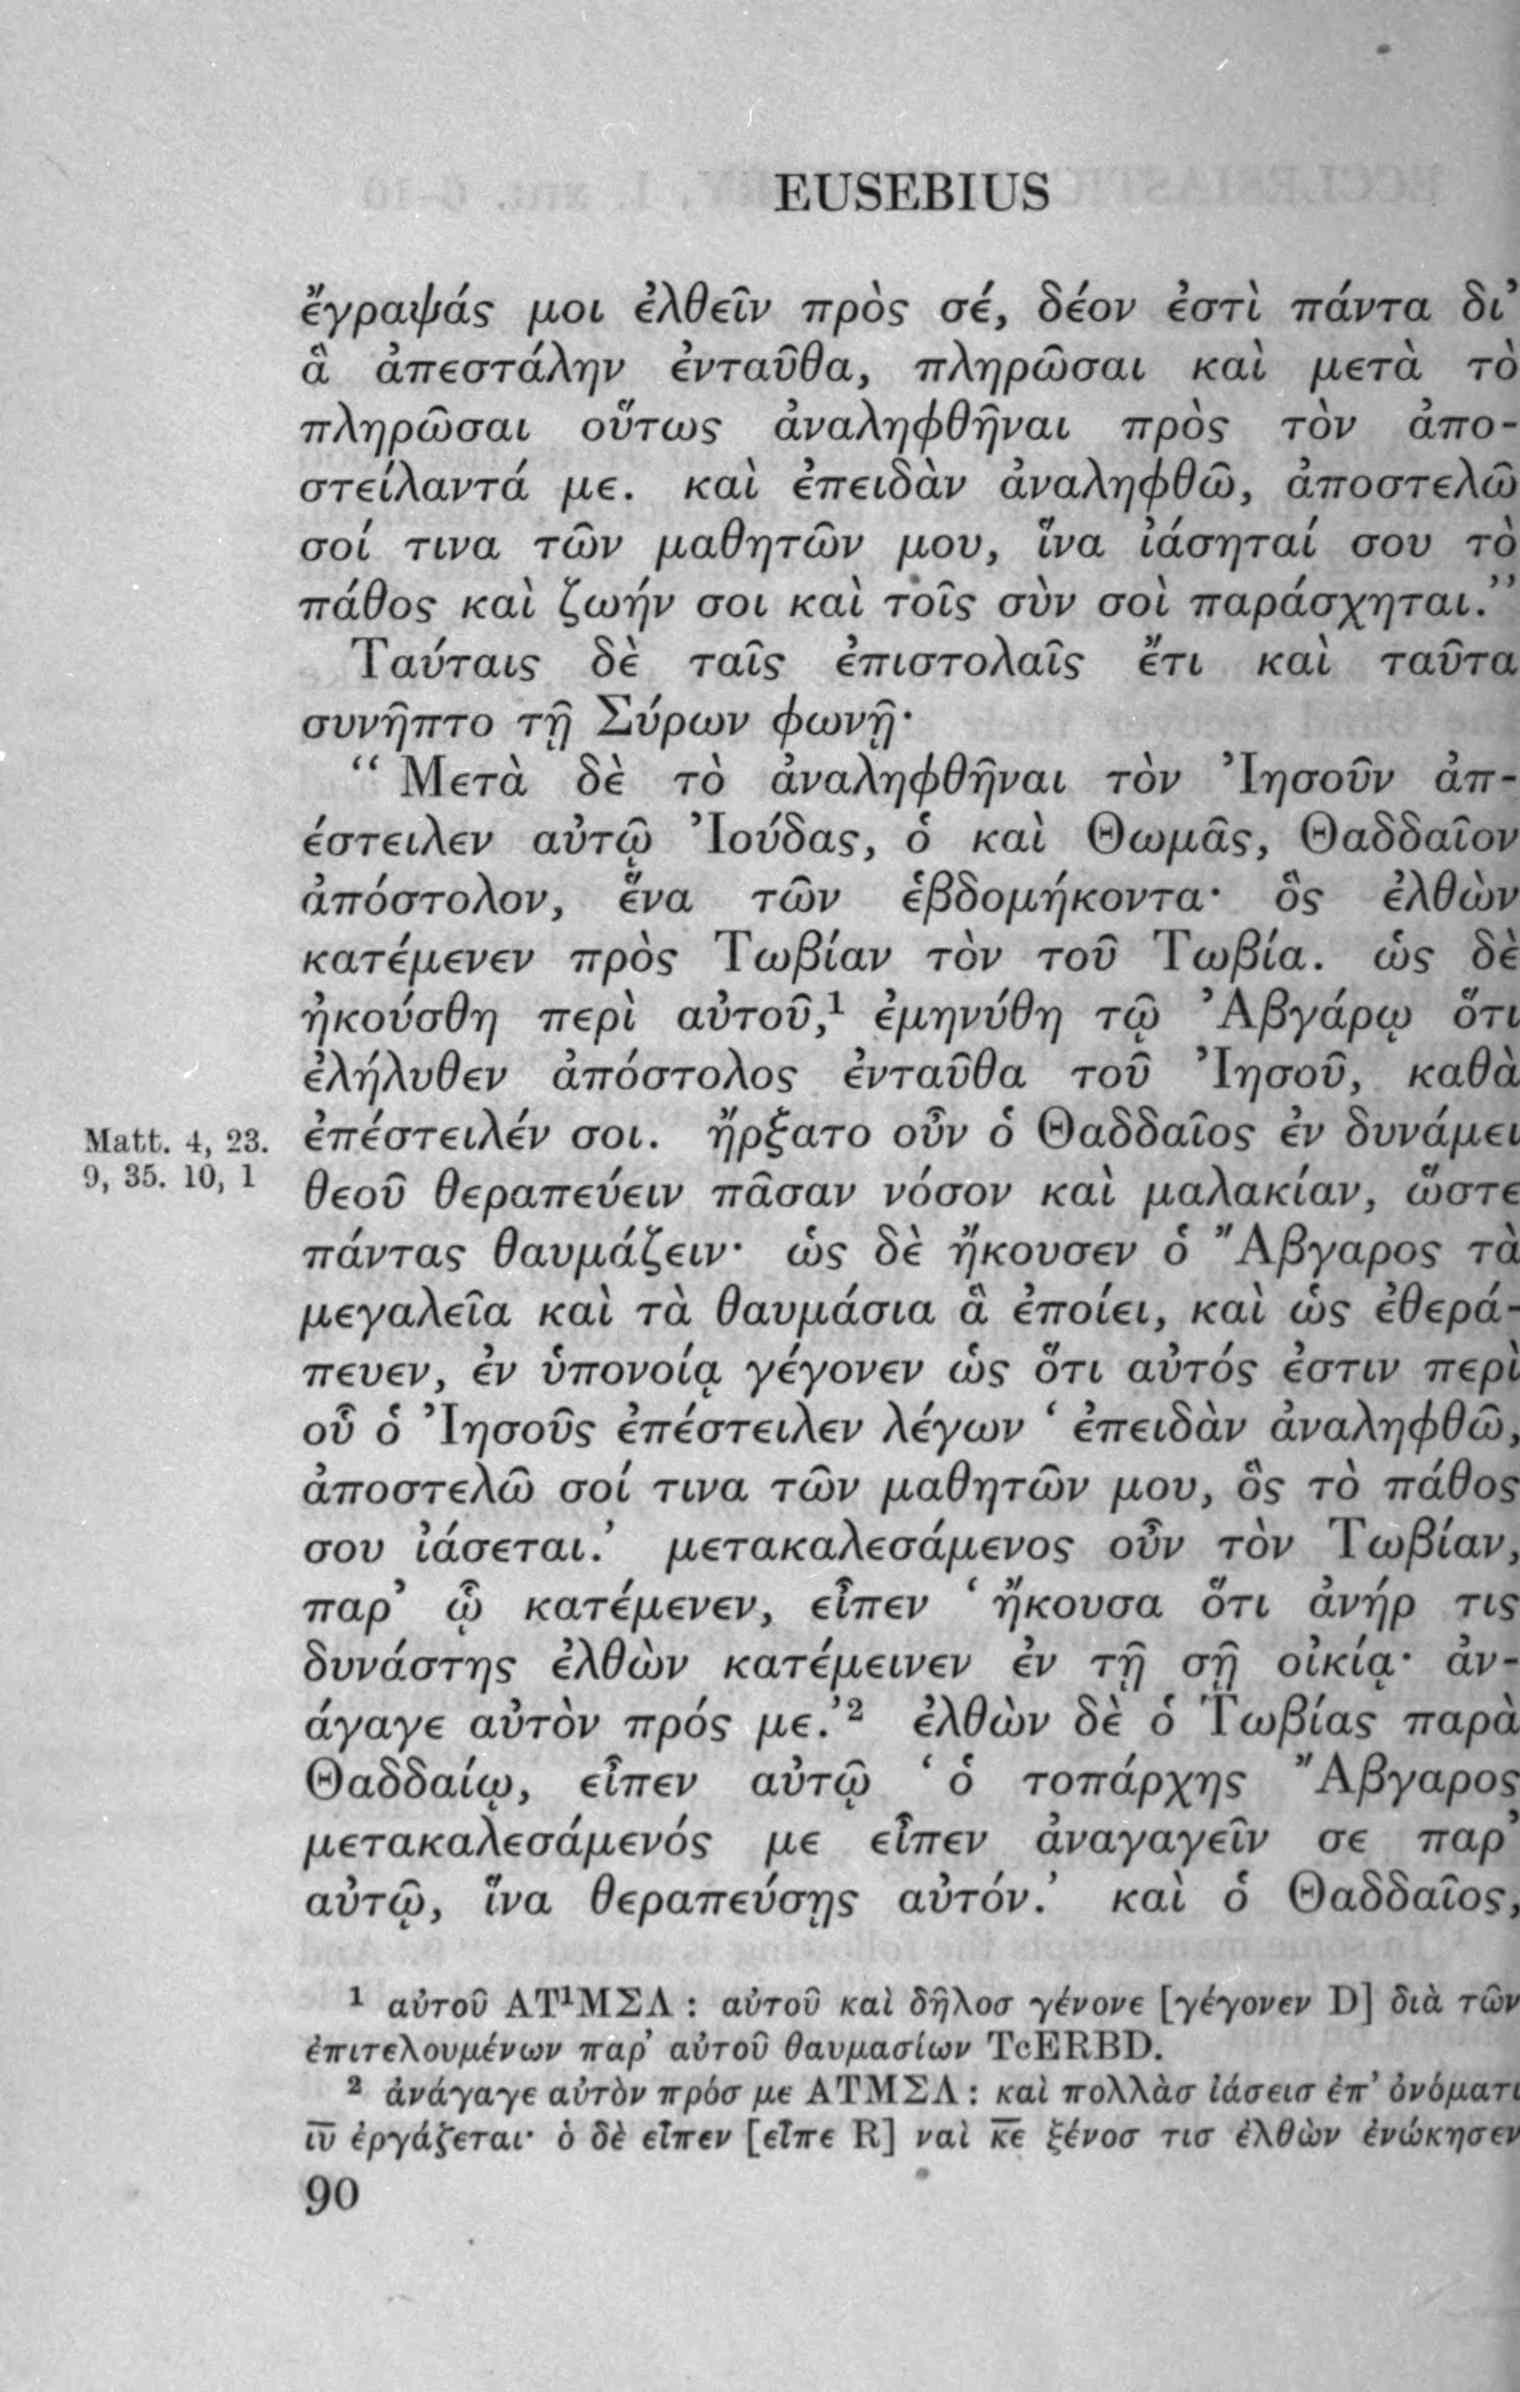 EUSEBIUS
ἔγραψάς μοι ἐλθεῖν πρὸς σέ, δέον ἐστὶ πάντα δι’
ἃ ἀπεστάλην ἐνταῦθα, πληρῶσαι καὶ μετὰ τὸ
πληρῶσαι οὕτως ἀναληφθῆναι πρὸς τὸν ἀπο-
στείλαντά με. καὶ ἐπειδὰν ἀναληφθῶ, ἀποστελῶ
σοί τινα τῶν μαθητῶν μου, ἵνα ἰάσηταί σου τὸ
πάθος καὶ ζωήν σοι καὶ τοῖς σὺν σοὶ παράσχηται.”
Ταύταις δὲ ταῖς ἐπιστολαῖς ἔτι καὶ ταῦτα
συνῆπτο τῇ Σύρων φωνῇ·
“ Μετὰ δὲ τὸ ἀναληφθῆναι τὸν Ἰησοῦν ἀπ-
έστειλεν αὐτῷ Ἰούδας, ὁ καὶ Θωμᾶς, Θαδδαῖον
ἀπόστολον, ἕνα τῶν ἑβδομήκοντα· ὃς ἐλθὼν
κατέμενεν πρὸς Τωβίαν τὸν τοῦ Τωβία. ὡς δὲ
ἠκούσθη περὶ αὐτοῦ,¹ ἐμηνύθη τῷ Ἀβγάρῳ ὅτι
ἐλήλυθεν ἀπόστολος ἐνταῦθα τοῦ Ἰησοῦ, καθὰ
Matt. 4, 23.
9, 35. 10, 1
ἐπέστειλέν σοι. ἤρξατο οὖν ὁ Θαδδαῖος ἐν δυνάμει
θεοῦ θεραπεύειν πᾶσαν νόσον καὶ μαλακίαν, ὥστε
πάντας θαυμάζειν· ὡς δὲ ἤκουσεν ὁ Ἄβγαρος τὰ
μεγαλεῖα καὶ τὰ θαυμάσια ἃ ἐποίει, καὶ ὡς ἐθερά-
πευεν, ἐν ὑπονοίᾳ γέγονεν ὡς ὅτι αὐτός ἐστιν περὶ
οὗ ὁ Ἰησοῦς ἐπέστειλεν λέγων ‘ ἐπειδὰν ἀναληφθῶ,
ἀποστελῶ σοί τινα τῶν μαθητῶν μου, ὃς τὸ πάθος
σου ἰάσεται.’ μετακαλεσάμενος οὖν τὸν Τωβίαν,
παρ’ ᾧ κατέμενεν, εἶπεν ‘ ἤκουσα ὅτι ἀνήρ τις
δυνάστης ἐλθὼν κατέμεινεν ἐν τῇ σῇ οἰκίᾳ· ἀν-
άγαγε αὐτὸν πρός με.’² ἐλθὼν δὲ ὁ Τωβίας παρὰ
Θαδδαίῳ, εἶπεν αὐτῷ ‘ ὁ τοπάρχης Ἄβγαρος
μετακαλεσάμενός με εἶπεν ἀναγαγεῖν σε παρ’
αὐτῷ, ἵνα θεραπεύσῃς αὐτόν.’ καὶ ὁ Θαδδαῖος,
¹ αὐτοῦ ΑΤ¹ΜΣΛ : αὐτοῦ καὶ δῆλοσ γένονε [γέγονεν D] διὰ τῶν
ἐπιτελουμένων παρ’ αὐτοῦ θαυμασίων TcERBD.
² ἀνάγαγε αὐτὸν πρόσ με ΑΤΜΣΛ : καὶ πολλὰσ ἰάσεισ ἐπ’ ὀνόματι
ι̅υ̅ ἐργάζεται· ὁ δὲ εἶπεν [εἶπε R] ναὶ κ̅ε̅ ξένοσ τισ ἐλθὼν ἐνώκησεν
90